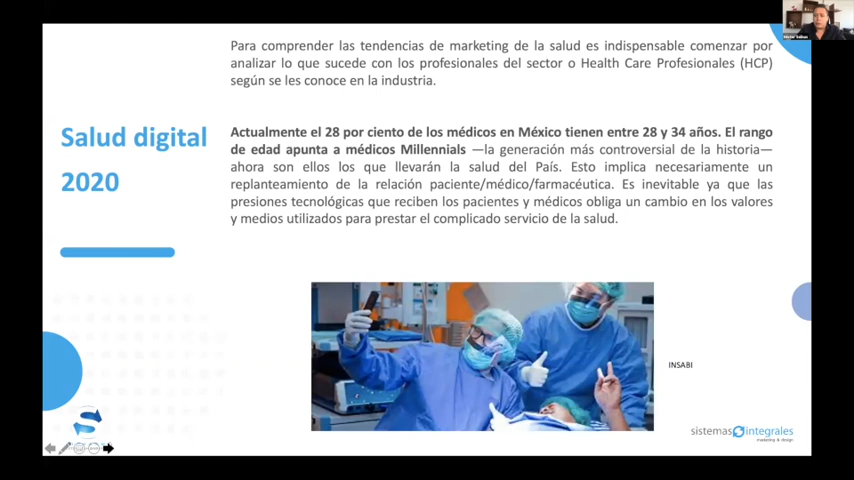 Para comprender las tendencias de marketing de la salud es indispensable comenzar por
analizar lo que sucede con los profesionales del sector o Health Care Profesionales (HCP)
según se les conoce en la industria.
Salud digital
2020
Actualmente el 28 por ciento de los médicos en México tienen entre 28 y 34 años. El rango
de edad apunta a médicos Millennials —la generación más controversial de la historia—
ahora son ellos los que llevarán la salud del País. Esto implica necesariamente un
replanteamiento de la relación paciente/médico/farmacéutica. Es inevitable ya que las
presiones tecnológicas que reciben los pacientes y médicos obliga un cambio en los valores
y medios utilizados para prestar el complicado servicio de la salud.
INSABI
sistemas integrales
marketing & design